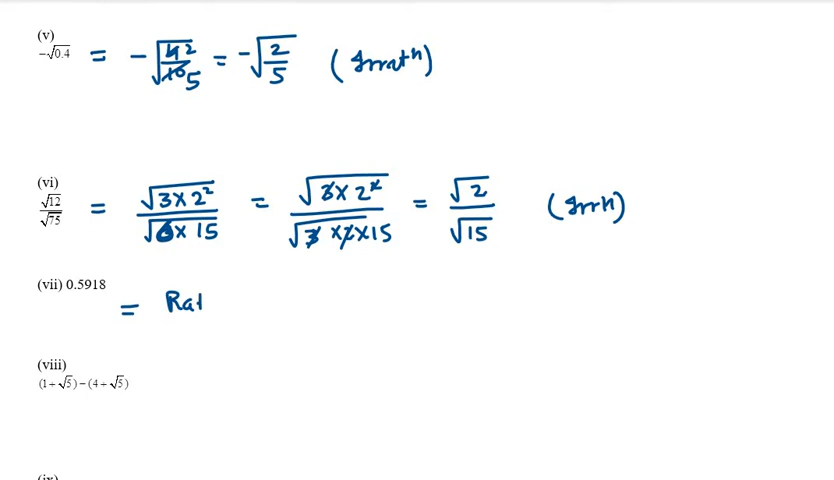 (v)
-√0.4 = -√(4 2/10 5) = -√(2/5) (Irratⁿ)
(vi)
√12/√75 = √(3×2²)/√(6×15) = √(3×2²)/√(3×2×15) = √2/√15 (Irrn)
(vii) 0.5918
= Rat
(viii)
(1+√5)-(4+√5)
(ix)